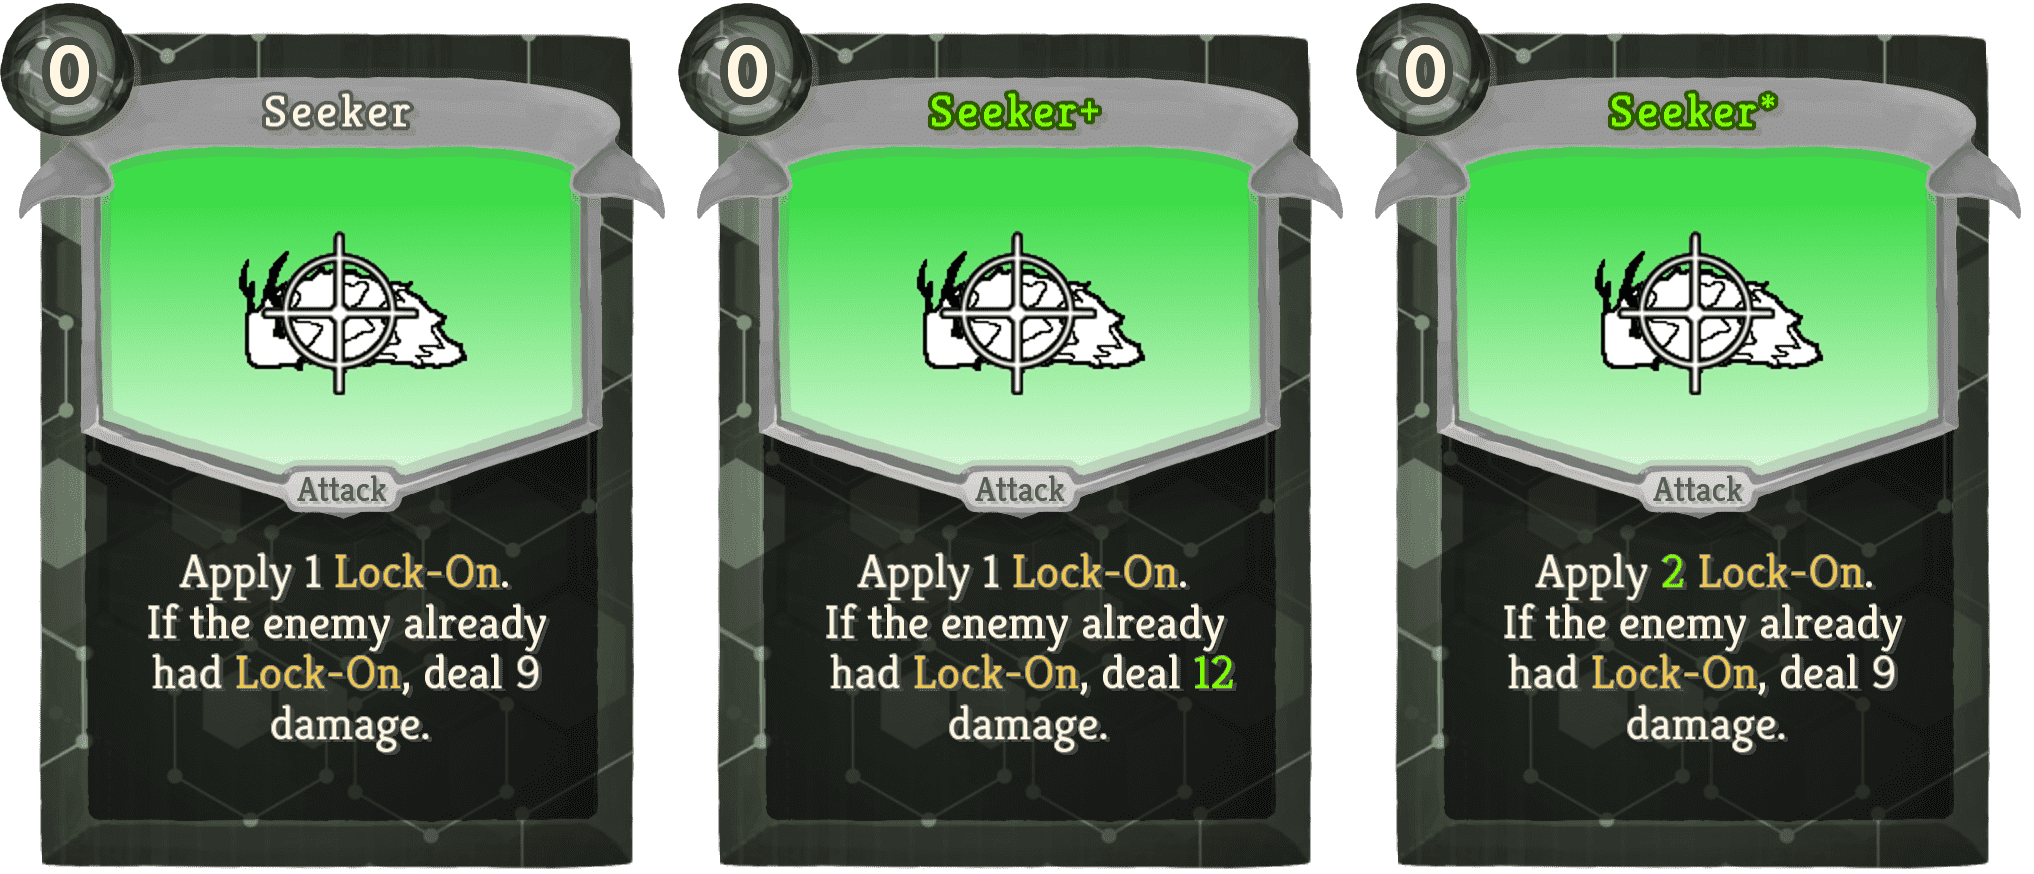 0
Seeker
Attack
Apply 1 Lock-On.
If the enemy already
had Lock-On, deal 9
damage.
0
Seeker+
Attack
Apply 1 Lock-On.
If the enemy already
had Lock-On, deal 12
damage.
0
Seeker*
Attack
Apply 2 Lock-On.
If the enemy already
had Lock-On, deal 9
damage.